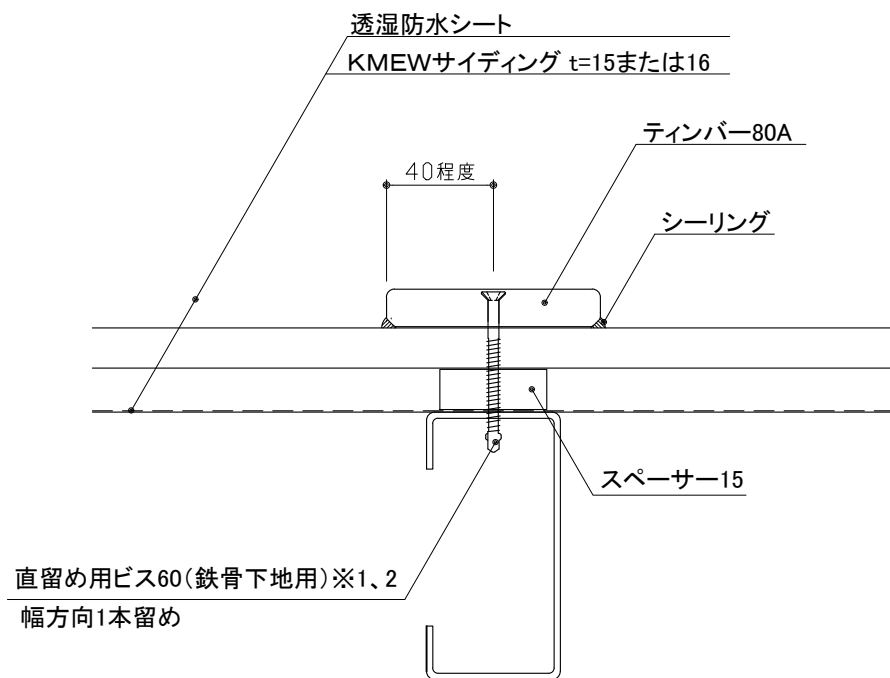 透湿防水シート
KMEWサイディング t=15または16
ティンバー80A
40程度
シーリング
スペーサー15
直留め用ビス60(鉄骨下地用)※1、2
幅方向1本留め